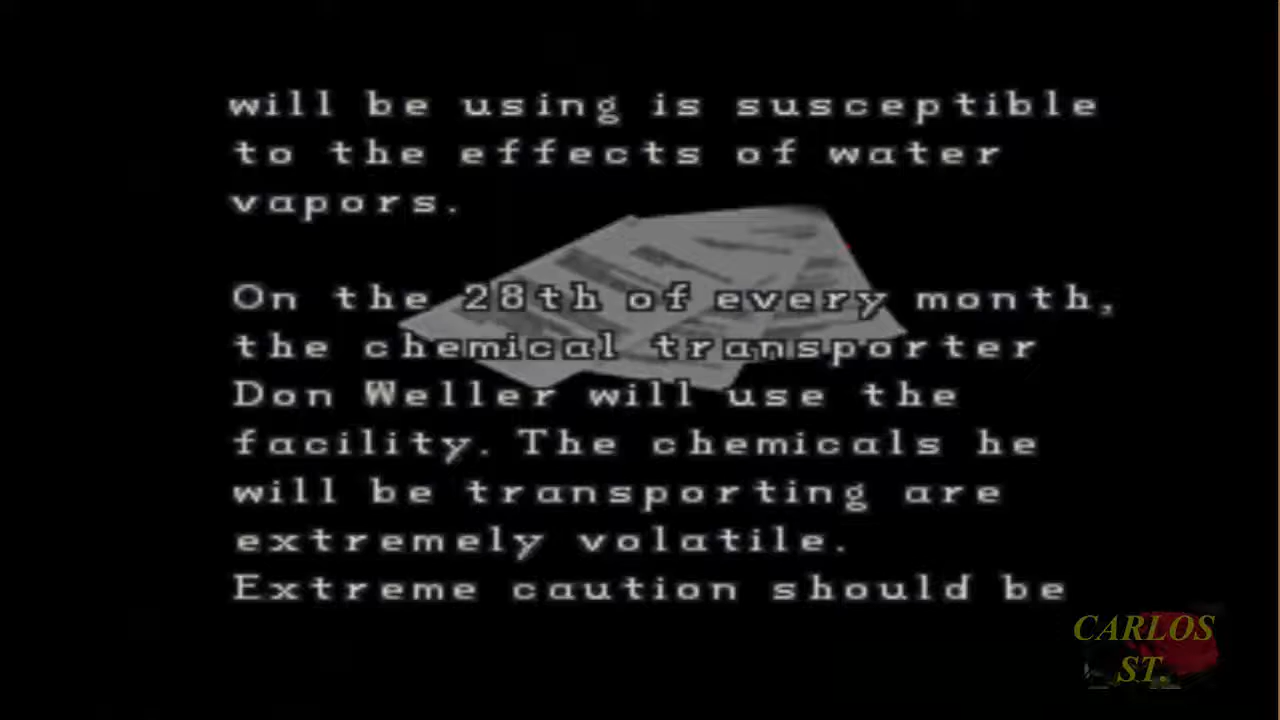 will be using is susceptible
to the effects of water
vapors.
On the 28th of every month,
the chemical transporter
Don Weller will use the
facility. The chemicals he
will be transporting are
extremely volatile.
Extreme caution should be
CARLOS
ST.